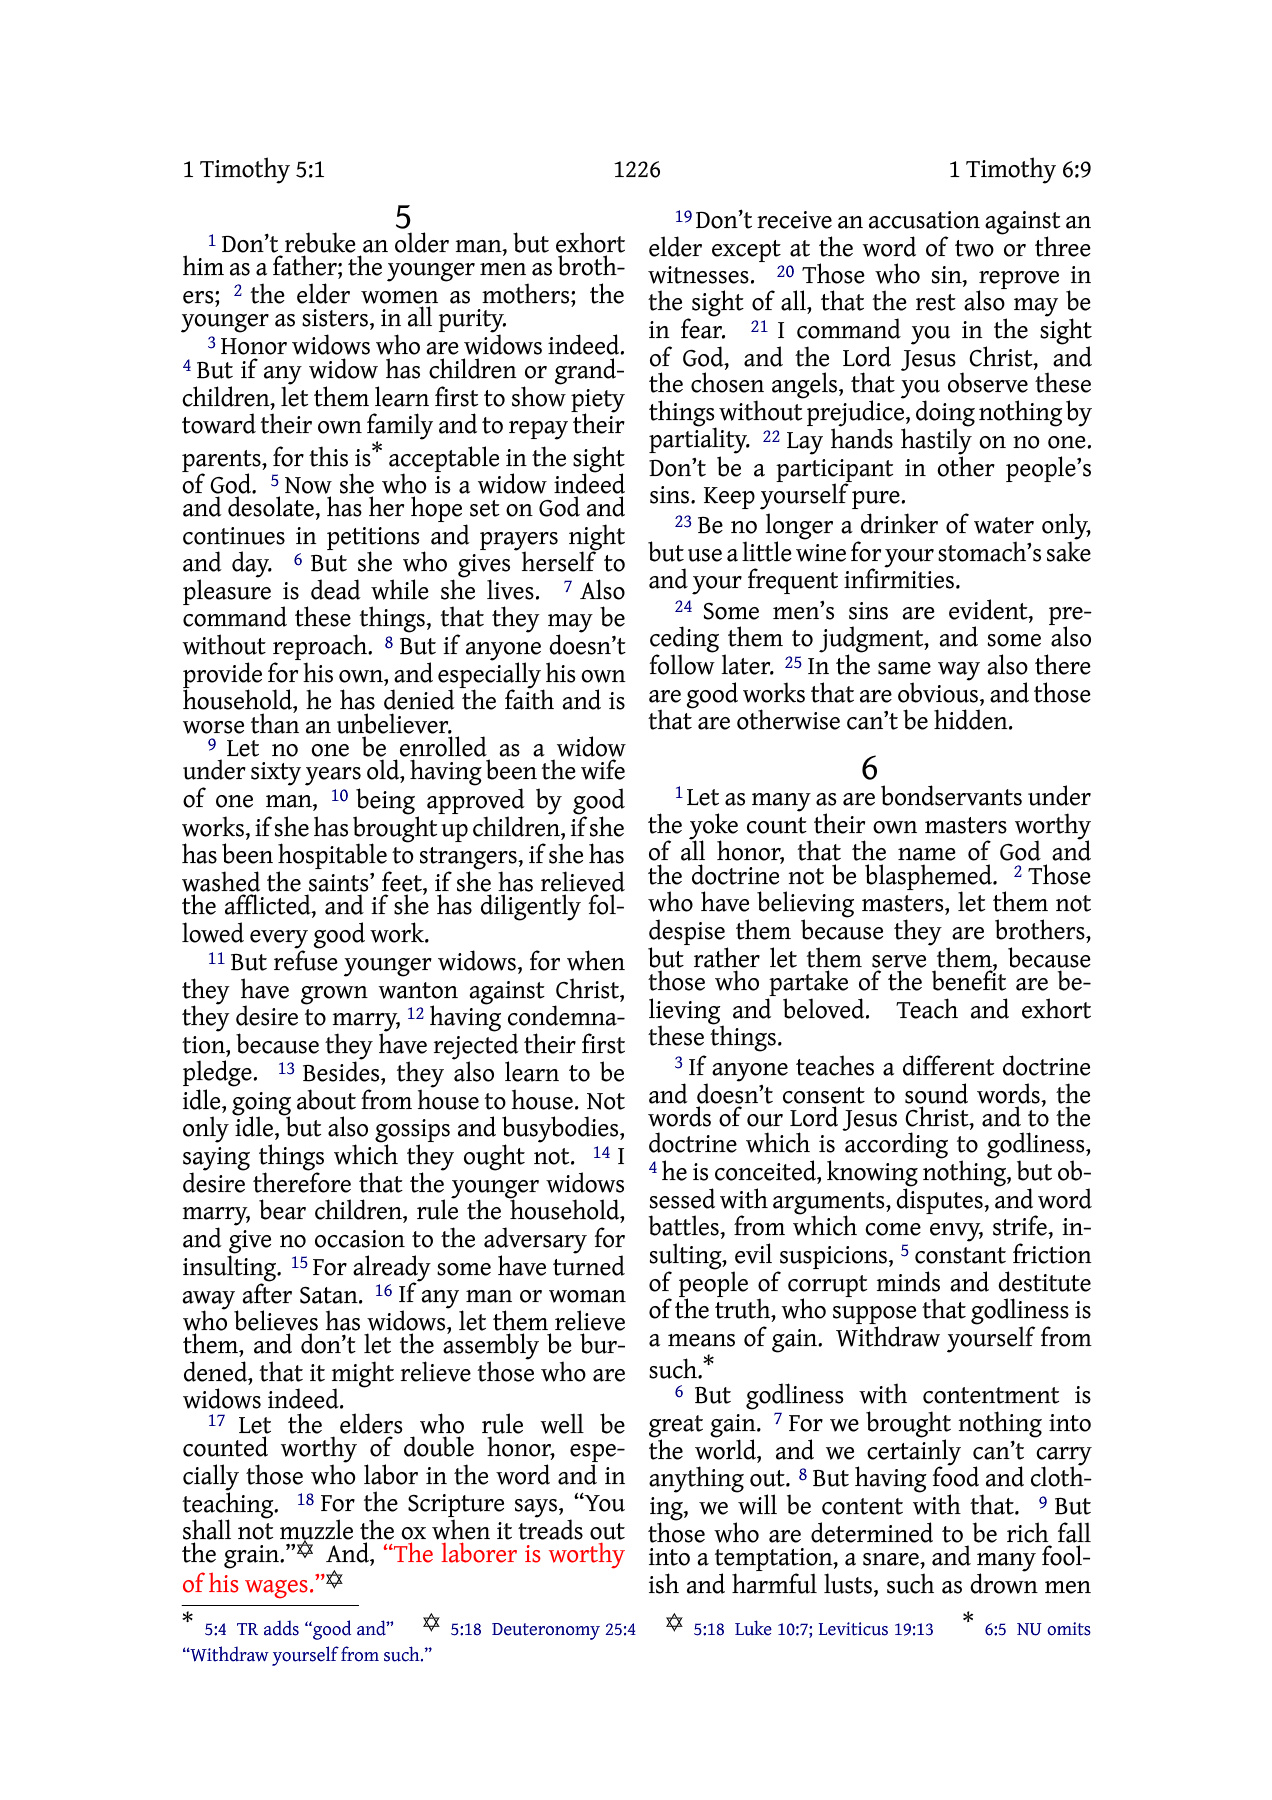 1 Timothy 5:1 1226 1 Timothy 6:9
5
1 Don’t rebuke an older man, but exhort
him as a father; the younger men as broth-
ers; 2 the elder women as mothers; the
younger as sisters, in all purity.
3 Honor widows who are widows indeed.
4 But if any widow has children or grand-
children, let them learn first to show piety
toward their own family and to repay their
parents, for this is* acceptable in the sight
of God. 5 Now she who is a widow indeed
and desolate, has her hope set on God and
continues in petitions and prayers night
and day. 6 But she who gives herself to
pleasure is dead while she lives. 7 Also
command these things, that they may be
without reproach. 8 But if anyone doesn’t
provide for his own, and especially his own
household, he has denied the faith and is
worse than an unbeliever.
9 Let no one be enrolled as a widow
under sixty years old, having been the wife
of one man, 10 being approved by good
works, if she has brought up children, if she
has been hospitable to strangers, if she has
washed the saints’ feet, if she has relieved
the afflicted, and if she has diligently fol-
lowed every good work.
11 But refuse younger widows, for when
they have grown wanton against Christ,
they desire to marry, 12 having condemna-
tion, because they have rejected their first
pledge. 13 Besides, they also learn to be
idle, going about from house to house. Not
only idle, but also gossips and busybodies,
saying things which they ought not. 14 I
desire therefore that the younger widows
marry, bear children, rule the household,
and give no occasion to the adversary for
insulting. 15 For already some have turned
away after Satan. 16 If any man or woman
who believes has widows, let them relieve
them, and don’t let the assembly be bur-
dened, that it might relieve those who are
widows indeed.
17 Let the elders who rule well be
counted worthy of double honor, espe-
cially those who labor in the word and in
teaching. 18 For the Scripture says, “You
shall not muzzle the ox when it treads out
the grain.”✡ And, “The laborer is worthy
of his wages.”✡
19 Don’t receive an accusation against an
elder except at the word of two or three
witnesses. 20 Those who sin, reprove in
the sight of all, that the rest also may be
in fear. 21 I command you in the sight
of God, and the Lord Jesus Christ, and
the chosen angels, that you observe these
things without prejudice, doing nothing by
partiality. 22 Lay hands hastily on no one.
Don’t be a participant in other people’s
sins. Keep yourself pure.
23 Be no longer a drinker of water only,
but use a little wine for your stomach’s sake
and your frequent infirmities.
24 Some men’s sins are evident, pre-
ceding them to judgment, and some also
follow later. 25 In the same way also there
are good works that are obvious, and those
that are otherwise can’t be hidden.
6
1 Let as many as are bondservants under
the yoke count their own masters worthy
of all honor, that the name of God and
the doctrine not be blasphemed. 2 Those
who have believing masters, let them not
despise them because they are brothers,
but rather let them serve them, because
those who partake of the benefit are be-
lieving and beloved. Teach and exhort
these things.
3 If anyone teaches a different doctrine
and doesn’t consent to sound words, the
words of our Lord Jesus Christ, and to the
doctrine which is according to godliness,
4 he is conceited, knowing nothing, but ob-
sessed with arguments, disputes, and word
battles, from which come envy, strife, in-
sulting, evil suspicions, 5 constant friction
of people of corrupt minds and destitute
of the truth, who suppose that godliness is
a means of gain. Withdraw yourself from
such.*
6 But godliness with contentment is
great gain. 7 For we brought nothing into
the world, and we certainly can’t carry
anything out. 8 But having food and cloth-
ing, we will be content with that. 9 But
those who are determined to be rich fall
into a temptation, a snare, and many fool-
ish and harmful lusts, such as drown men
* 5:4 TR adds “good and” ✡ 5:18 Deuteronomy 25:4 ✡ 5:18 Luke 10:7; Leviticus 19:13 * 6:5 NU omits
“Withdraw yourself from such.”